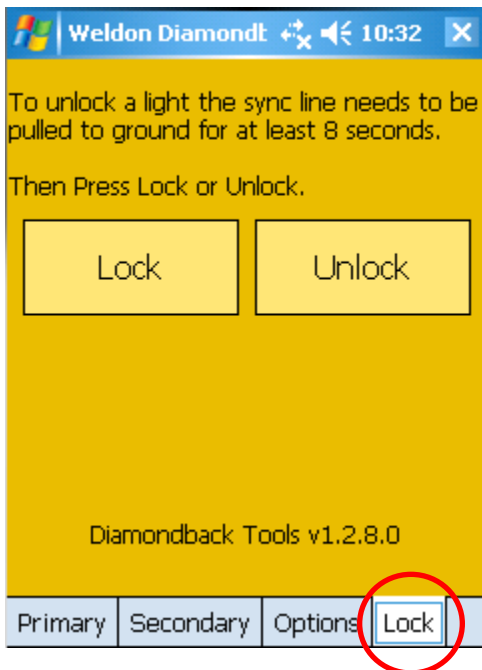 Weldon Diamondb 10:32
To unlock a light the sync line needs to be
pulled to ground for at least 8 seconds.
Then Press Lock or Unlock.
Lock Unlock
Diamondback Tools v1.2.8.0
Primary Secondary Options Lock